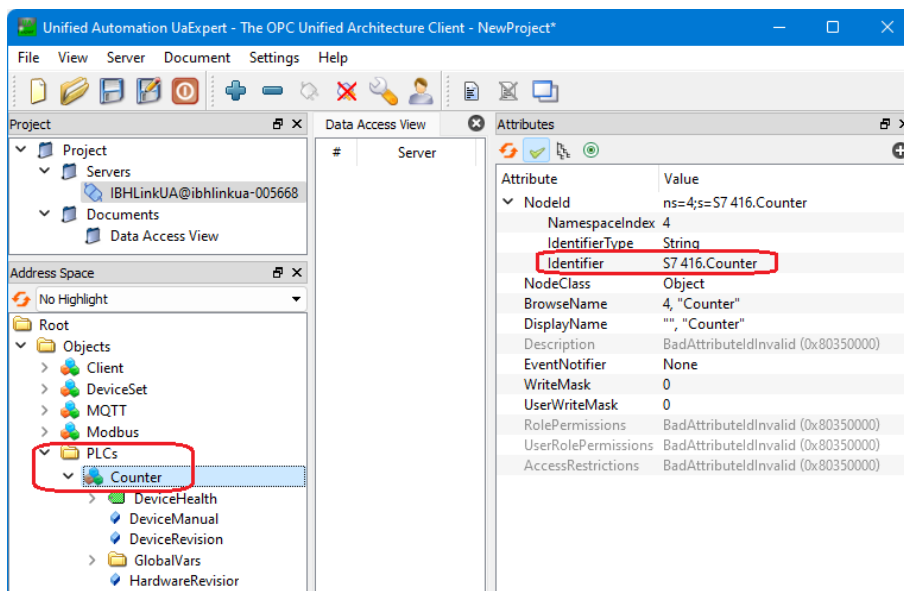 Unified Automation UaExpert - The OPC Unified Architecture Client - NewProject*
File View Server Document Settings Help
Project
Project
Servers
IBHLinkUA@ibhlinkua-005668
Documents
Data Access View
Address Space
No Highlight
Root
Objects
Client
DeviceSet
MQTT
Modbus
PLCs
Counter
DeviceHealth
DeviceManual
DeviceRevision
GlobalVars
HardwareRevisior
Data Access View
# Server
Attributes
Attribute Value
NodeId ns=4;s=S7 416.Counter
NamespaceIndex 4
IdentifierType String
Identifier S7 416.Counter
NodeClass Object
BrowseName 4, "Counter"
DisplayName "", "Counter"
Description BadAttributeIdInvalid (0x80350000)
EventNotifier None
WriteMask 0
UserWriteMask 0
RolePermissions BadAttributeIdInvalid (0x80350000)
UserRolePermissions BadAttributeIdInvalid (0x80350000)
AccessRestrictions BadAttributeIdInvalid (0x80350000)